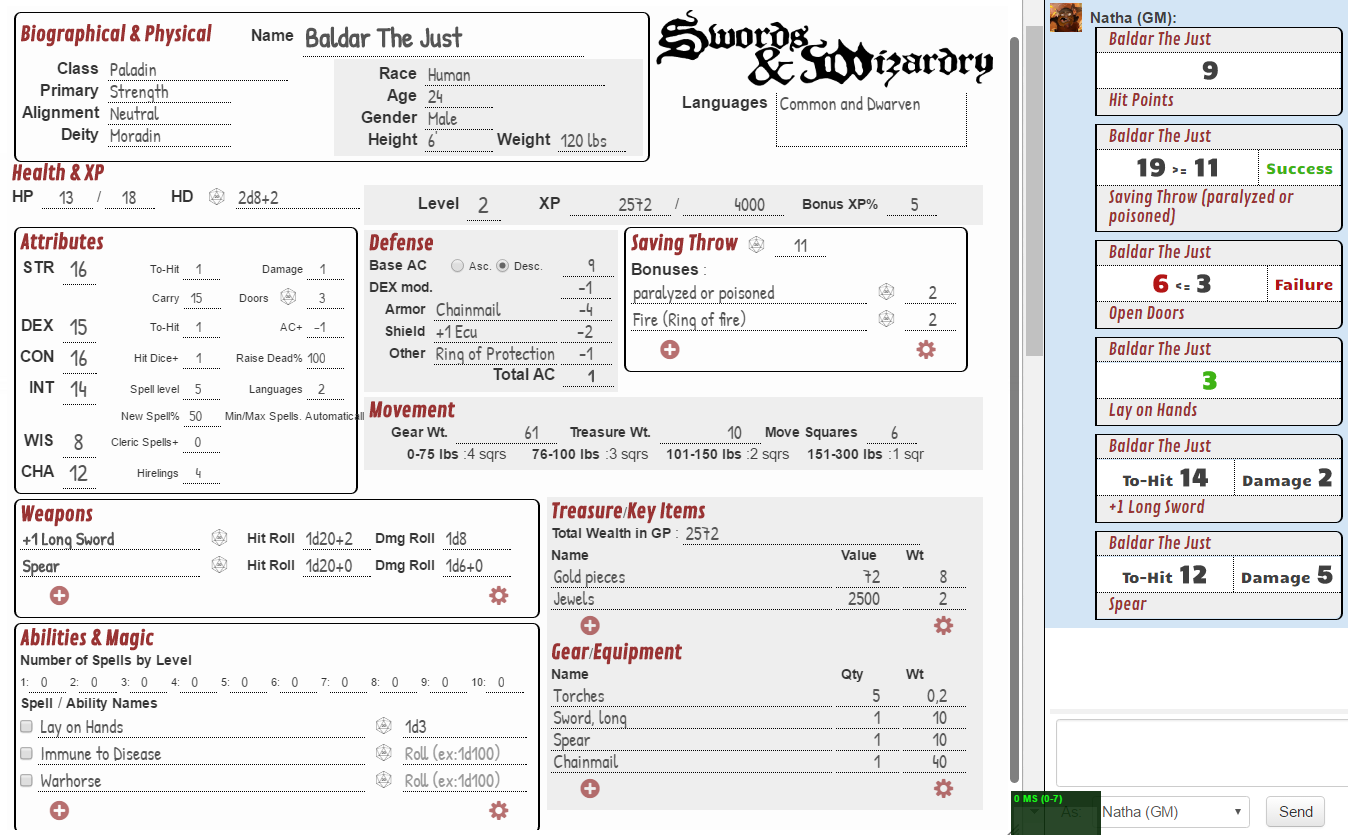 Biographical & Physical Name Baldar The Just
Swords & Wizardry
Class Paladin
Primary Strength
Alignment Neutral
Deity Moradin
Race Human
Age 24
Gender Male
Height 6' Weight 120 lbs
Languages Common and Dwarven
Health & XP
HP 13 / 18 HD 2d8+2
Level 2 XP 2572 / 4000 Bonus XP% 5
Attributes
STR 16 To-Hit 1 Damage 1
Carry 15 Doors 3
DEX 15 To-Hit 1 AC+ -1
CON 16 Hit Dice+ 1 Raise Dead% 100
INT 14 Spell level 5 Languages 2
New Spell% 50 Min/Max Spells. Automaticall
WIS 8 Cleric Spells+ 0
CHA 12 Hirelings 4
Defense
Base AC Asc. Desc. 9
DEX mod. -1
Armor Chainmail -4
Shield +1 Ecu -2
Other Ring of Protection -1
Total AC 1
Saving Throw 11
Bonuses :
paralyzed or poisoned 2
Fire (Ring of fire) 2
Movement
Gear Wt. 61 Treasure Wt. 10 Move Squares 6
0-75 lbs :4 sqrs 76-100 lbs :3 sqrs 101-150 lbs :2 sqrs 151-300 lbs :1 sqr
Weapons
+1 Long Sword Hit Roll 1d20+2 Dmg Roll 1d8
Spear Hit Roll 1d20+0 Dmg Roll 1d6+0
Abilities & Magic
Number of Spells by Level
1: 0 2: 0 3: 0 4: 0 5: 0 6: 0 7: 0 8: 0 9: 0 10: 0
Spell / Ability Names
Lay on Hands 1d3
Immune to Disease Roll (ex:1d100)
Warhorse Roll (ex:1d100)
Treasure/Key Items
Total Wealth in GP : 2572
Name Value Wt
Gold pieces 72 8
Jewels 2500 2
Gear/Equipment
Name Qty Wt
Torches 5 0,2
Sword, long 1 10
Spear 1 10
Chainmail 1 40
Natha (GM):
Baldar The Just
9
Hit Points
Baldar The Just
19 >= 11 Success
Saving Throw (paralyzed or
poisoned)
Baldar The Just
6 <= 3 Failure
Open Doors
Baldar The Just
3
Lay on Hands
Baldar The Just
To-Hit 14 Damage 2
+1 Long Sword
Baldar The Just
To-Hit 12 Damage 5
Spear
0 MS (0-7)
As: Natha (GM) Send